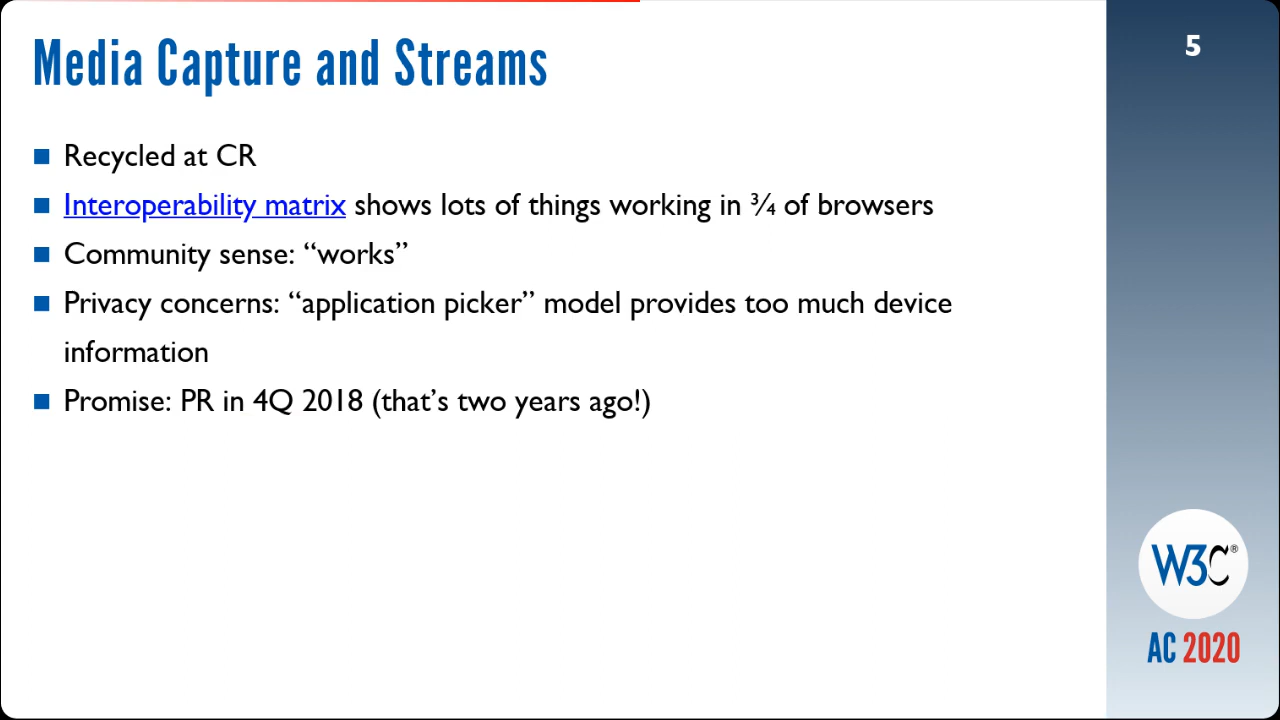 Media Capture and Streams
5
Recycled at CR
Interoperability matrix shows lots of things working in ¾ of browsers
Community sense: “works”
Privacy concerns: “application picker” model provides too much device
information
Promise: PR in 4Q 2018 (that’s two years ago!)
W3C®
AC 2020